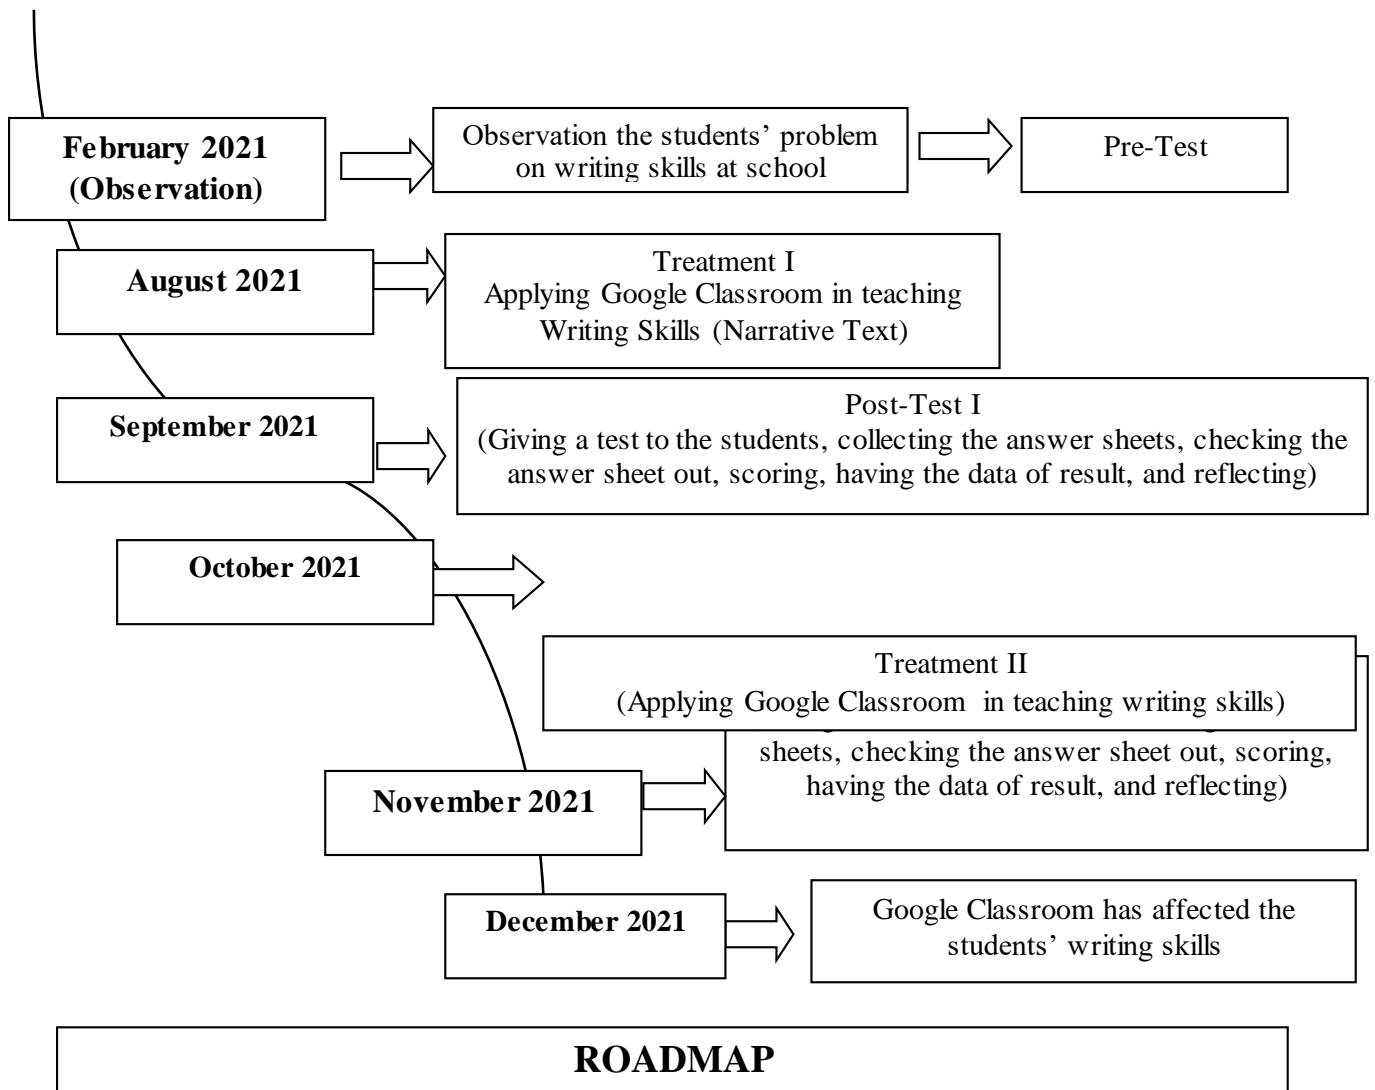 February 2021
(Observation)
Observation the students’ problem
on writing skills at school
Pre-Test
August 2021
Treatment I
Applying Google Classroom in teaching
Writing Skills (Narrative Text)
September 2021
Post-Test I
(Giving a test to the students, collecting the answer sheets, checking the
answer sheet out, scoring, having the data of result, and reflecting)
October 2021
Treatment II
(Applying Google Classroom in teaching writing skills)
November 2021
sheets, checking the answer sheet out, scoring,
having the data of result, and reflecting)
December 2021
Google Classroom has affected the
students’ writing skills
ROADMAP